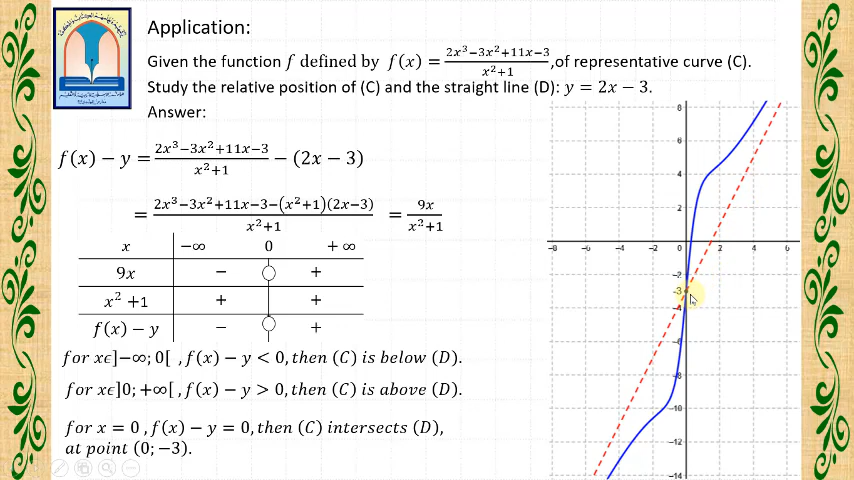 Application:
Given the function f defined by f(x) = (2x³−3x²+11x−3)/(x²+1) ,of representative curve (C).
Study the relative position of (C) and the straight line (D): y = 2x − 3.
Answer:
f(x) − y = (2x³−3x²+11x−3)/(x²+1) − (2x − 3)
= (2x³−3x²+11x−3−(x²+1)(2x−3))/(x²+1) = 9x/(x²+1)
x −∞ 0 +∞
9x − +
x² +1 + +
f(x) − y − +
for xϵ]−∞; 0[ , f(x) − y < 0, then (C) is below (D).
for xϵ]0; +∞[ , f(x) − y > 0, then (C) is above (D).
for x = 0 , f(x) − y = 0, then (C) intersects (D),
at point (0; −3).
8
6
4
2
−8 −6 −4 −2 0 2 4 6
−2
−3
−4
−6
−8
−10
−12
−14